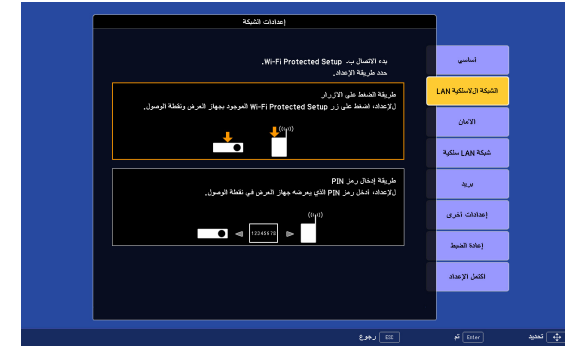 إعدادات الشبكة
بدء الاتصال بـ Wi-Fi Protected Setup.
حدد طريقة الإعداد.
طريقة الضغط على الازرار
للإعداد، اضغط على زر Wi-Fi Protected Setup الموجود بجهاز العرض ونقطة الوصول.
طريقة إدخال رمز PIN
للإعداد، أدخل رمز PIN الذي يعرضه جهاز العرض في نقطة الوصول.
12345678
أساسي
الشبكة اللاسلكية LAN
الأمان
شبكة LAN سلكية
بريد
إعدادات أخرى
إعادة الضبط
اكتمل الإعداد
تحديد
Enter تم
ESC رجوع